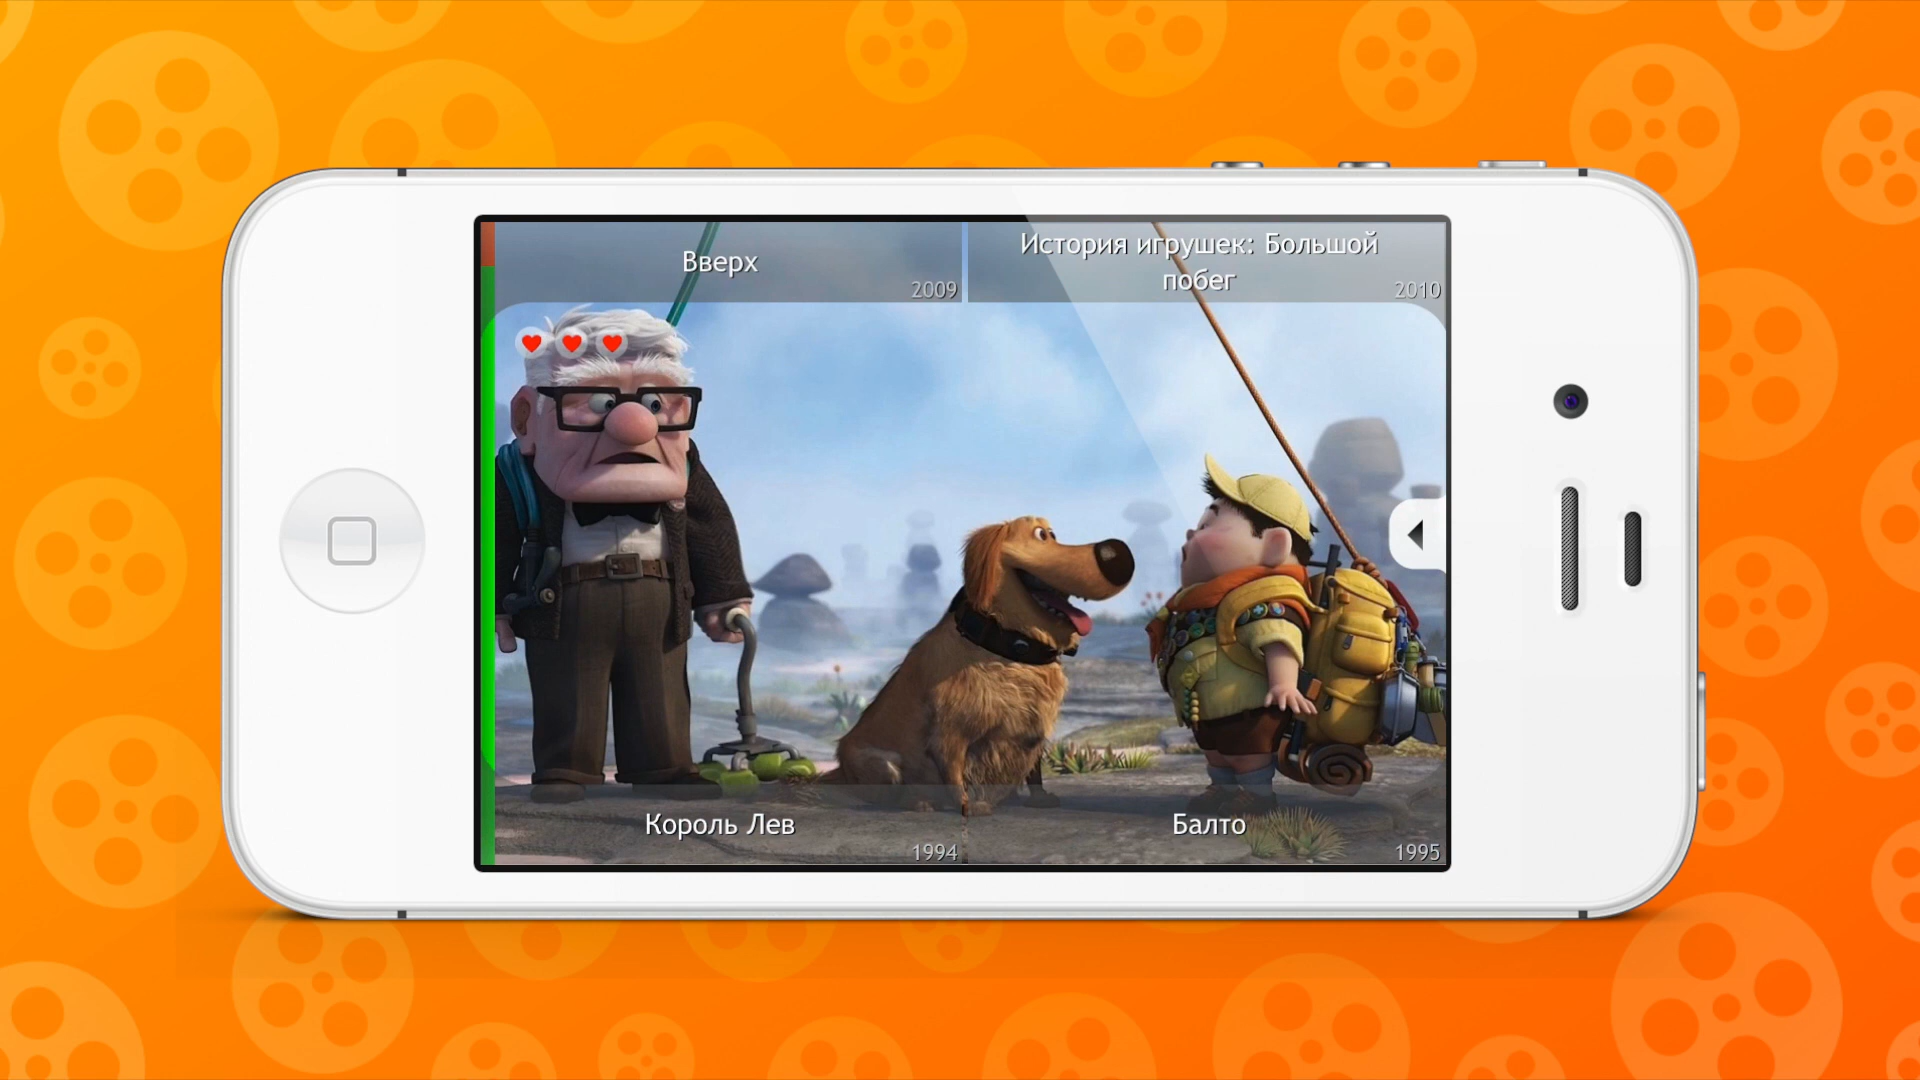 Вверх
2009
История игрушек: Большой
побег
2010
Король Лев
1994
Балто
1995